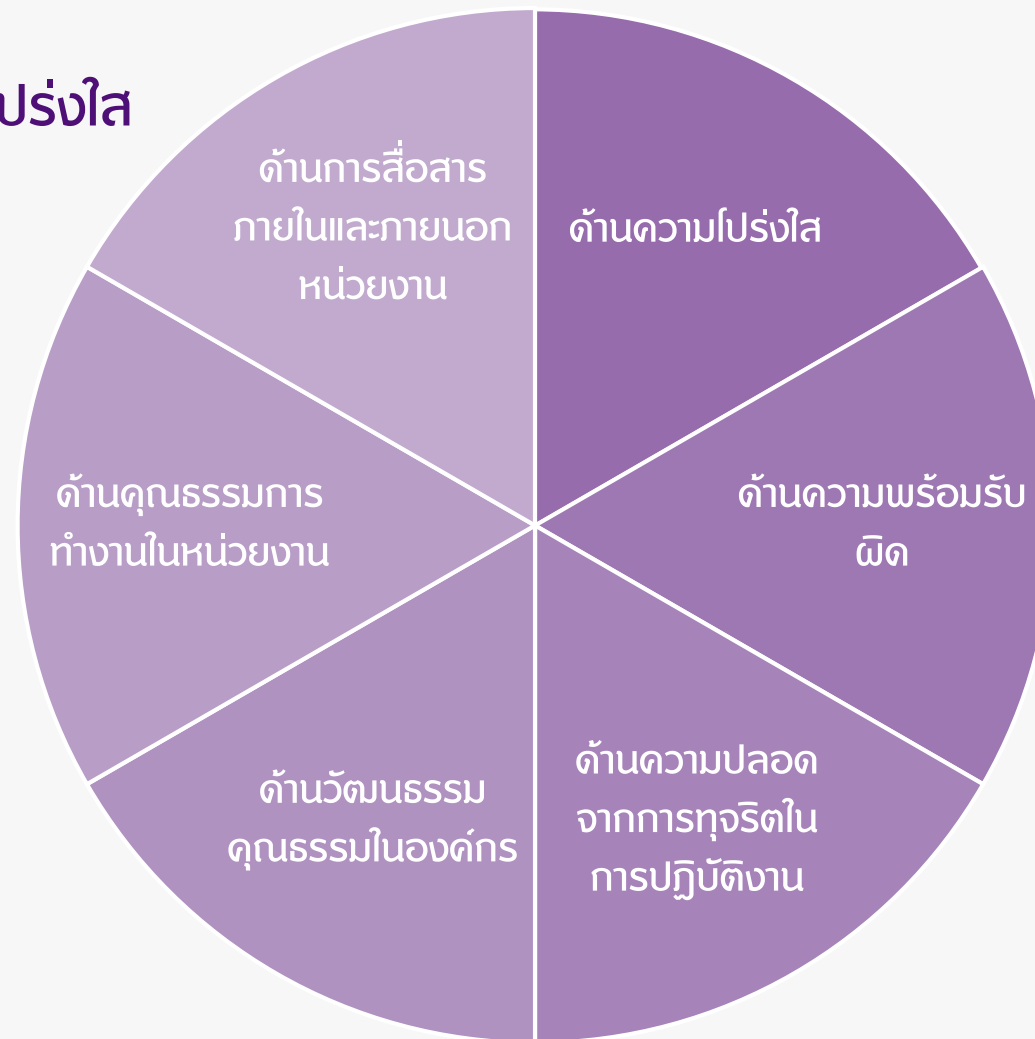 ปร่งใส
ด้านการสื่อสาร
ภายในและภายนอก
หน่วยงาน
ด้านความโปร่งใส
ด้านความพร้อมรับ
ผิด
ด้านความปลอด
จากการทุจริตใน
การปฏิบัติงาน
ด้านวัฒนธรรม
คุณธรรมในองค์กร
ด้านคุณธรรมการ
ทำงานในหน่วยงาน